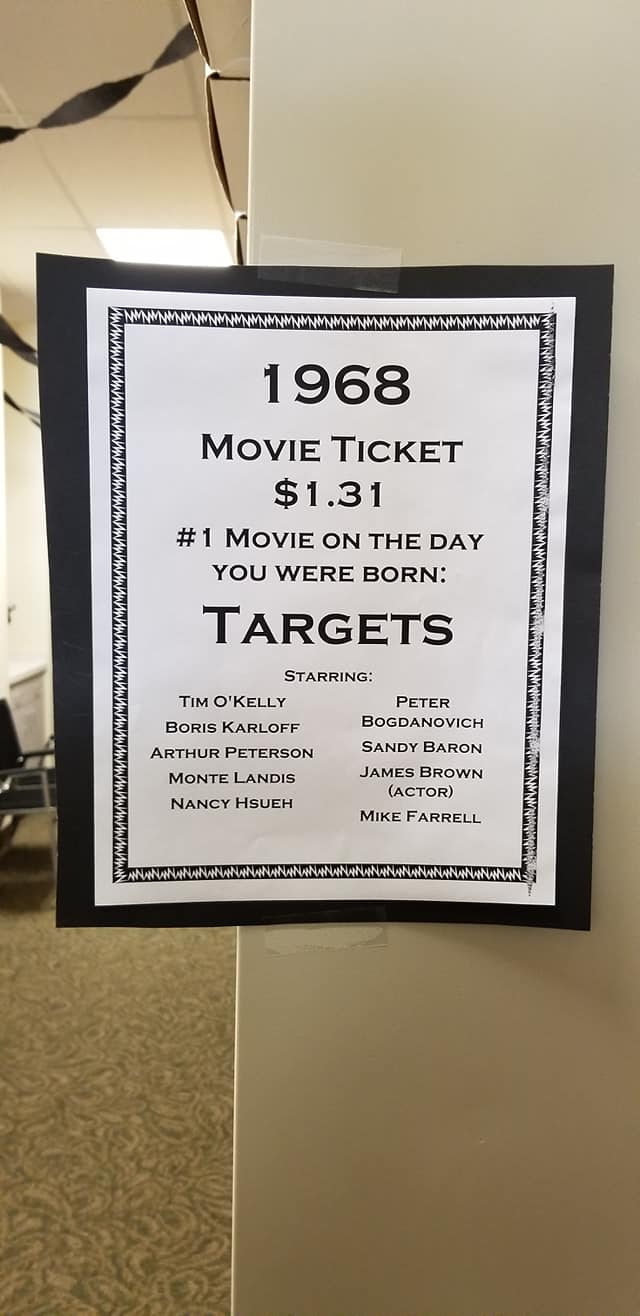 1968
Movie Ticket
$1.31
#1 Movie on the day
you were born:
Targets
Starring:
Tim O'Kelly
Boris Karloff
Arthur Peterson
Monte Landis
Nancy Hsueh
Peter
Bogdanovich
Sandy Baron
James Brown
(actor)
Mike Farrell